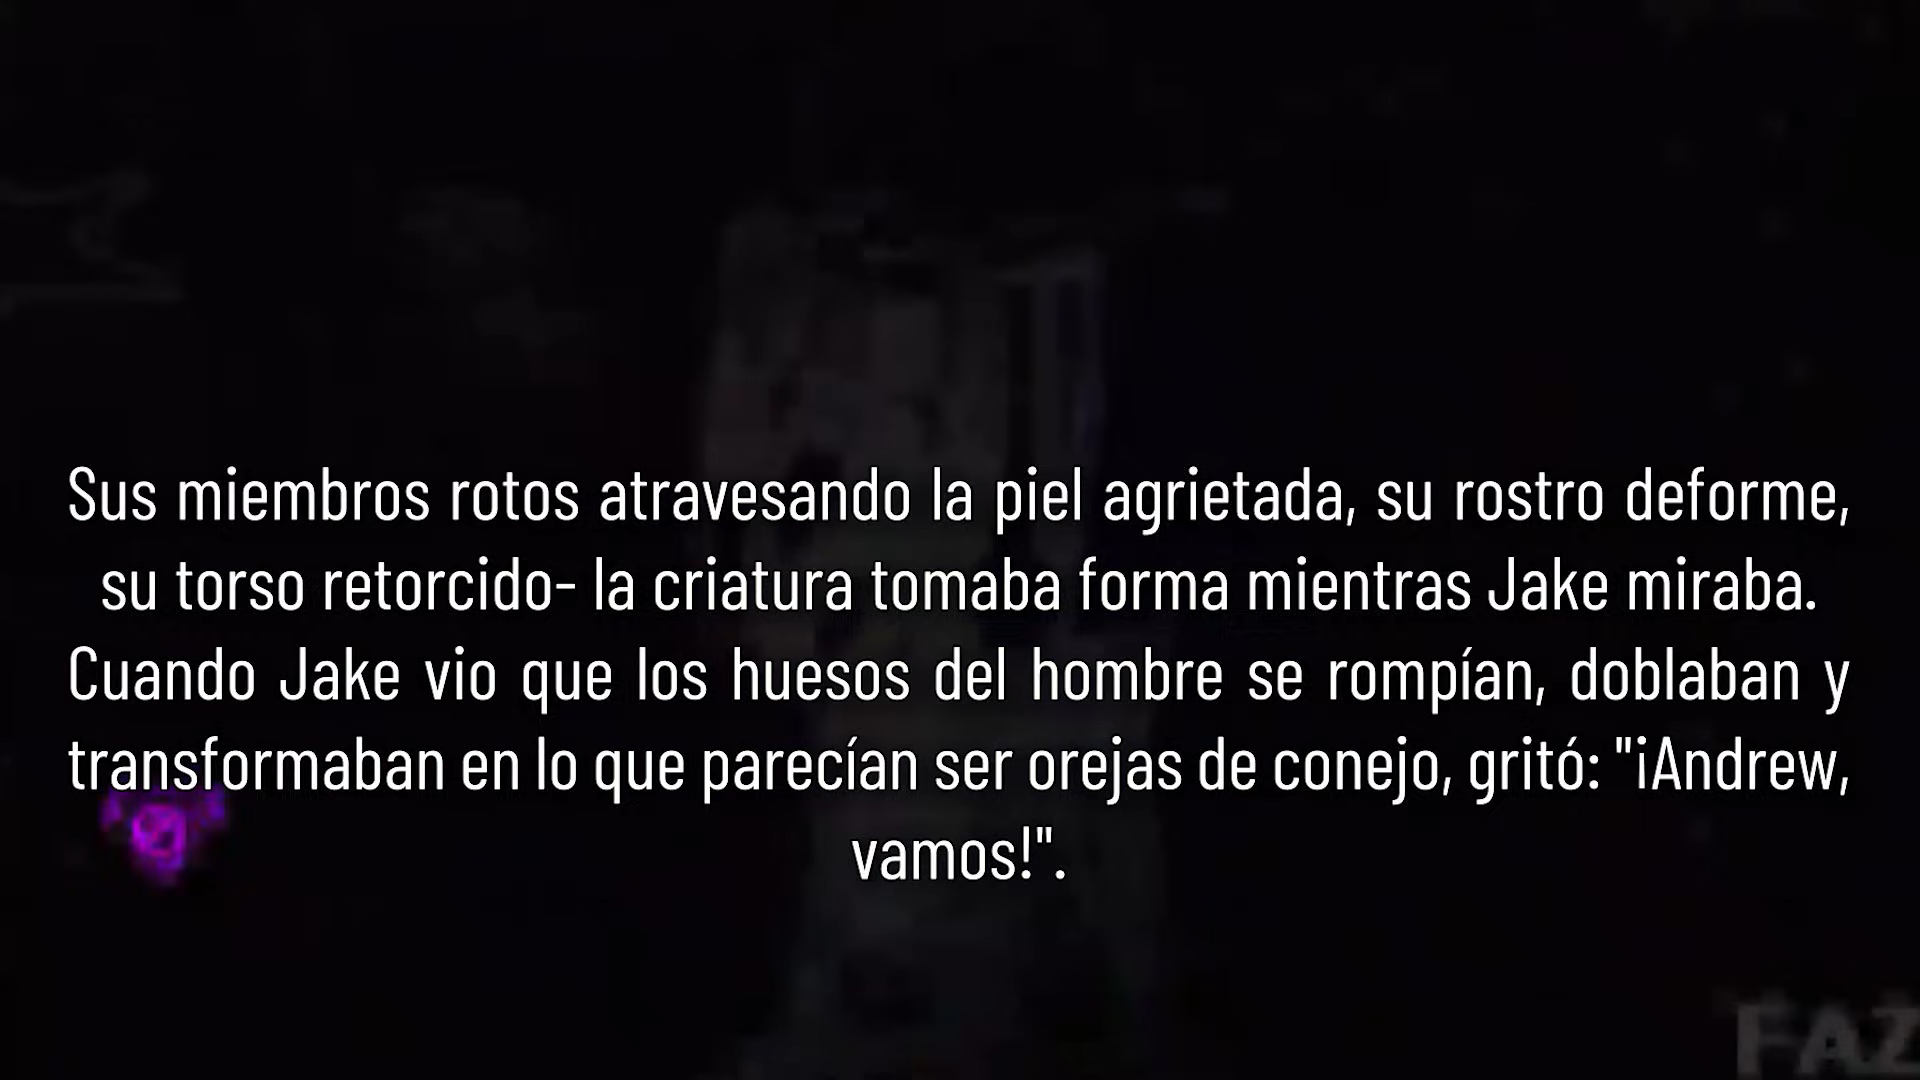 Sus miembros rotos atravesando la piel agrietada, su rostro deforme,
su torso retorcido- la criatura tomaba forma mientras Jake miraba.
Cuando Jake vio que los huesos del hombre se rompían, doblaban y
transformaban en lo que parecían ser orejas de conejo, gritó: "¡Andrew,
vamos!".
FAZ